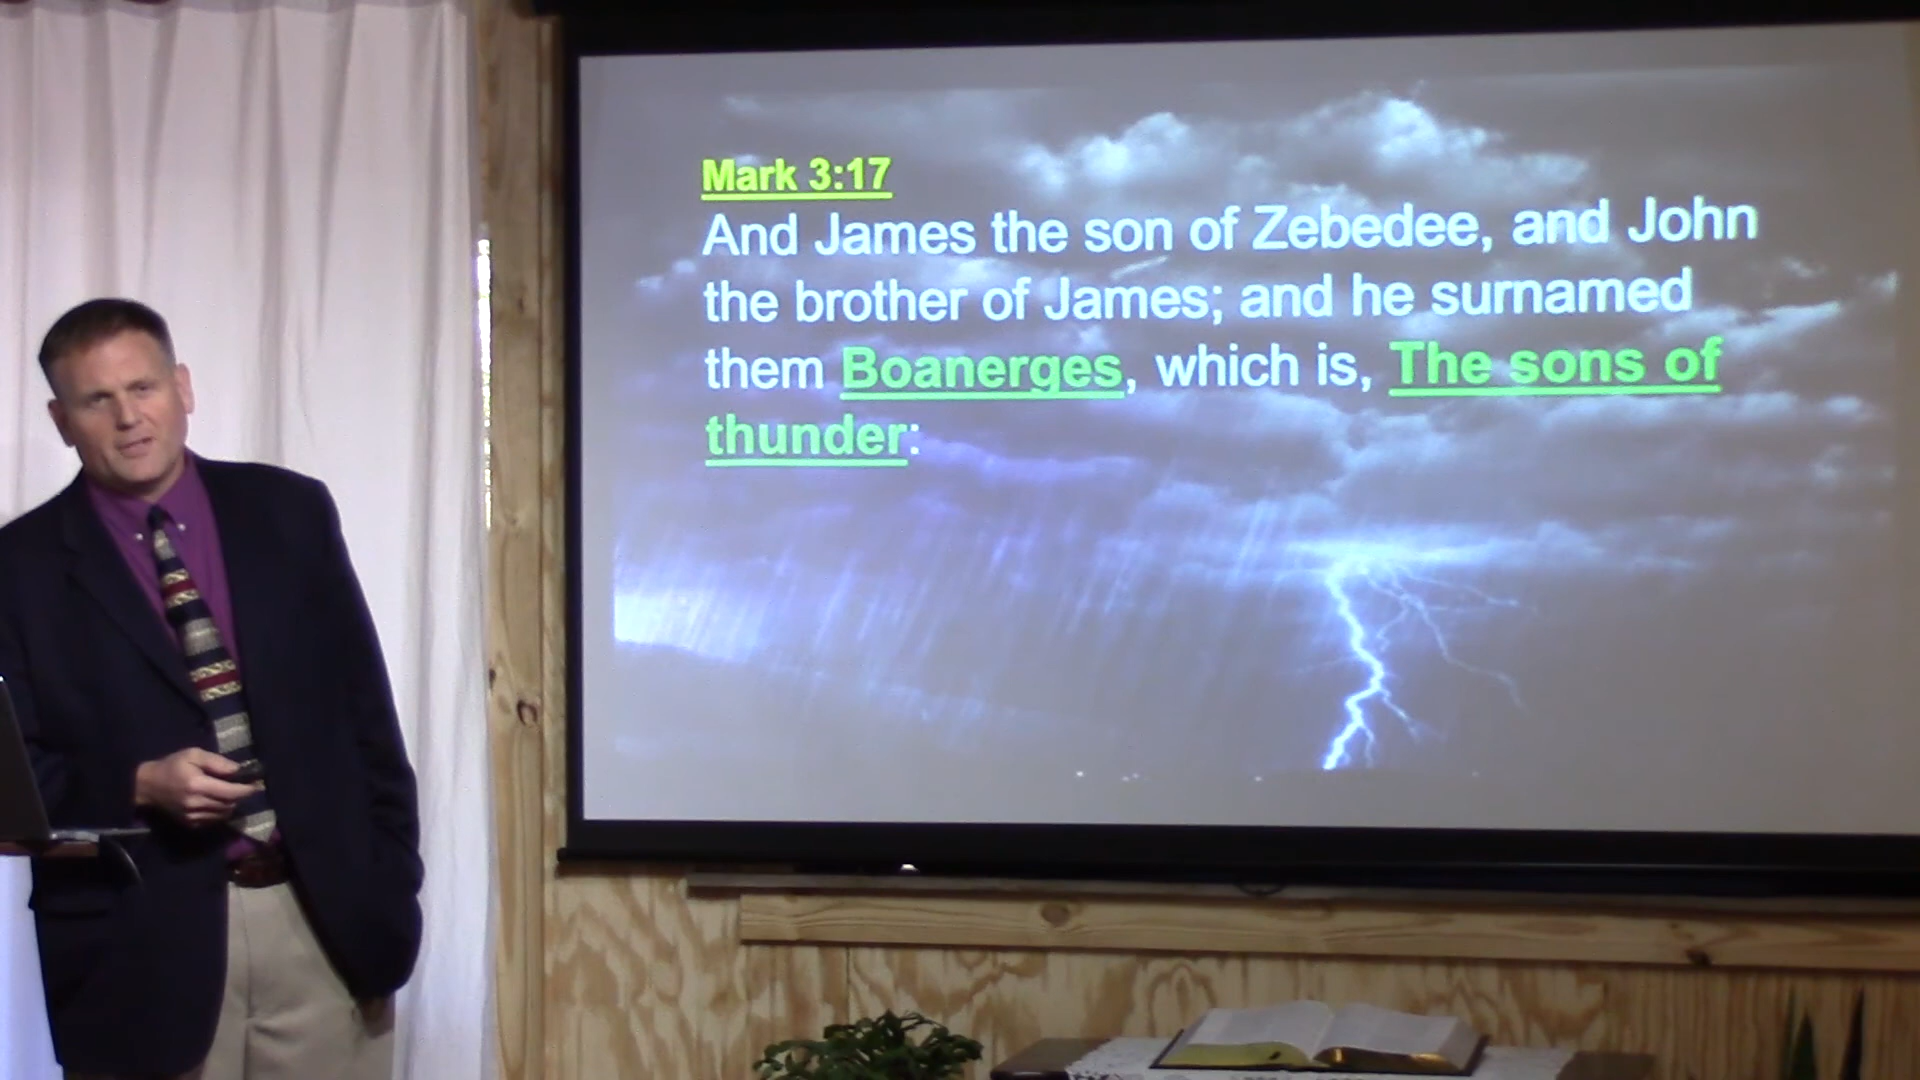 Mark 3:17
And James the son of Zebedee, and John
the brother of James; and he surnamed
them Boanerges, which is, The sons of
thunder: